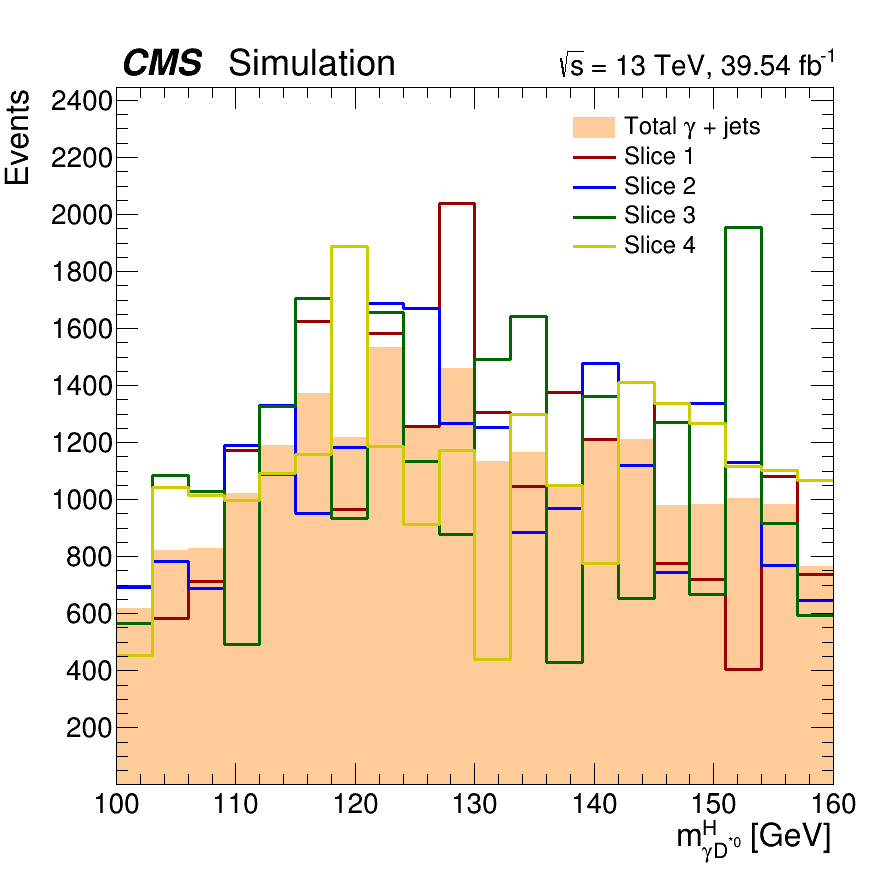 CMS Simulation
√s = 13 TeV, 39.54 fb⁻¹
Events
2400
2200
2000
1800
1600
1400
1200
1000
800
600
400
200
Total γ + jets
Slice 1
Slice 2
Slice 3
Slice 4
100 110 120 130 140 150 160
m^H_{γD^{*0}} [GeV]